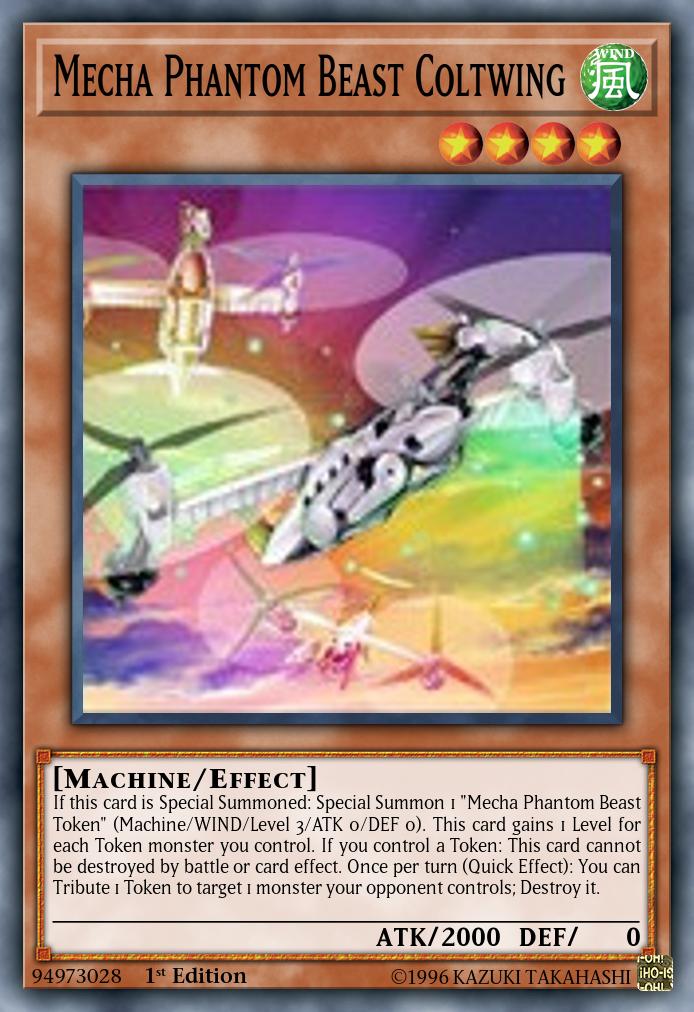 Mecha Phantom Beast Coltwing
WIND
風
[Machine/Effect]
If this card is Special Summoned: Special Summon 1 "Mecha Phantom Beast
Token" (Machine/WIND/Level 3/ATK 0/DEF 0). This card gains 1 Level for
each Token monster you control. If you control a Token: This card cannot
be destroyed by battle or card effect. Once per turn (Quick Effect): You can
Tribute 1 Token to target 1 monster your opponent controls; Destroy it.
ATK/2000 DEF/ 0
94973028 1st Edition ©1996 KAZUKI TAKAHASHI